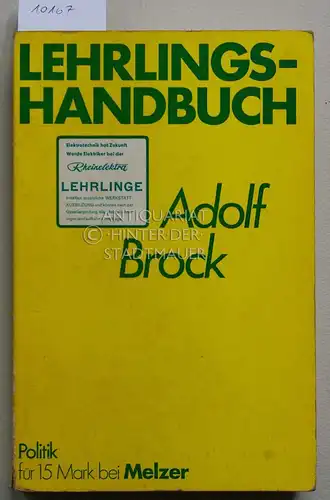 10167
LEHRLINGS-
HANDBUCH
Elektrotechnik hat Zukunft
Werde Elektriker bei der
Rheinelektra
LEHRLINGE
Adolf
Brock
ANTIQUARIAT
·HINTER·DER·
STADTMAUER
Politik
für 15 Mark bei Melzer